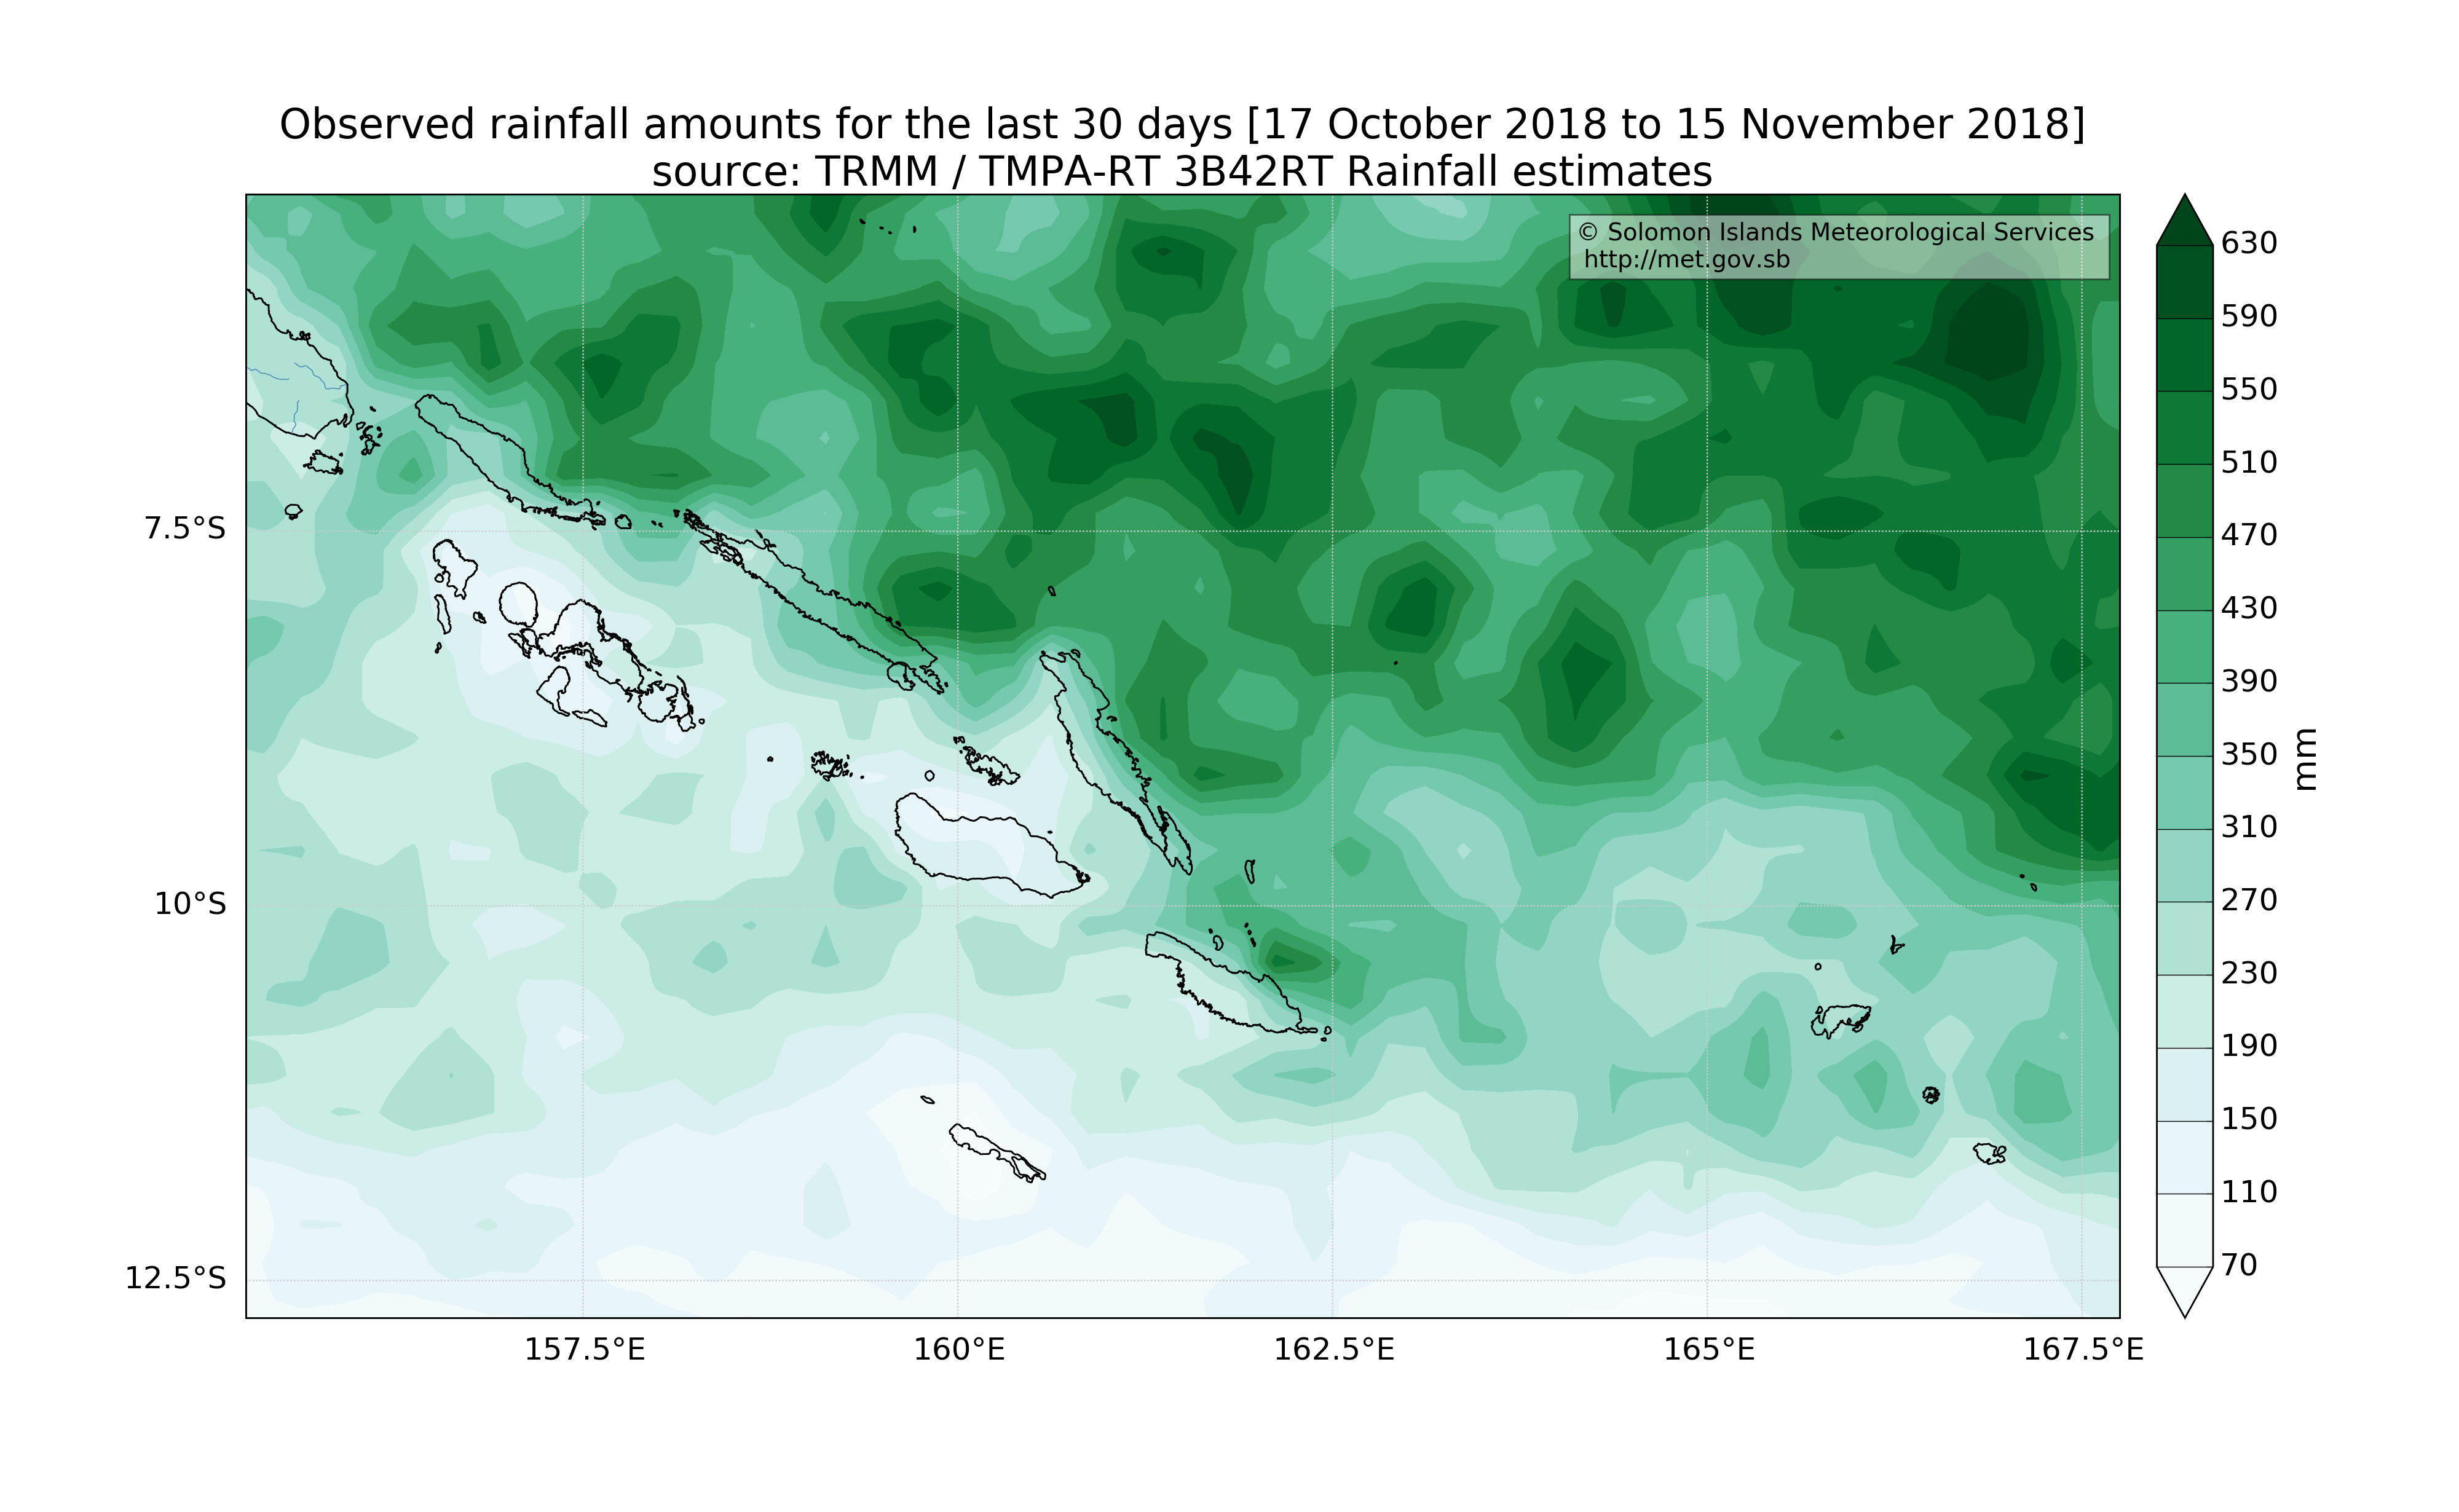 Observed rainfall amounts for the last 30 days [17 October 2018 to 15 November 2018]
source: TRMM / TMPA-RT 3B42RT Rainfall estimates
© Solomon Islands Meteorological Services
http://met.gov.sb
7.5°S
10°S
12.5°S
157.5°E
160°E
162.5°E
165°E
167.5°E
630
590
550
510
470
430
390
350
310
270
230
190
150
110
70
mm